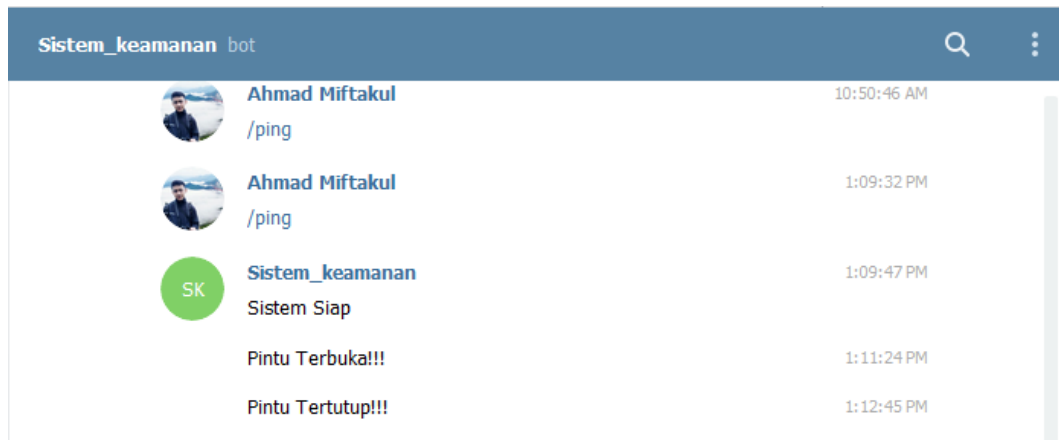 Sistem_keamanan bot
Ahmad Miftakul 10:50:46 AM
/ping
Ahmad Miftakul 1:09:32 PM
/ping
SK
Sistem_keamanan 1:09:47 PM
Sistem Siap
Pintu Terbuka!!! 1:11:24 PM
Pintu Tertutup!!! 1:12:45 PM